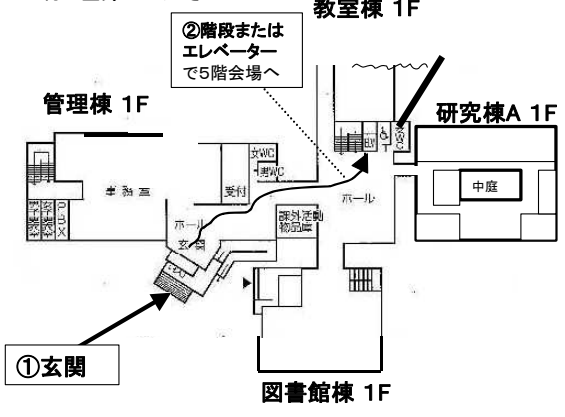 教室棟 1F
②階段または
エレベーター
で5階会場へ
管理棟 1F
研究棟A 1F
女WC
男WC
EV
事務室
受付
ホール
玄関
ホール
中庭
課外活動
物品庫
①玄関
図書館棟 1F